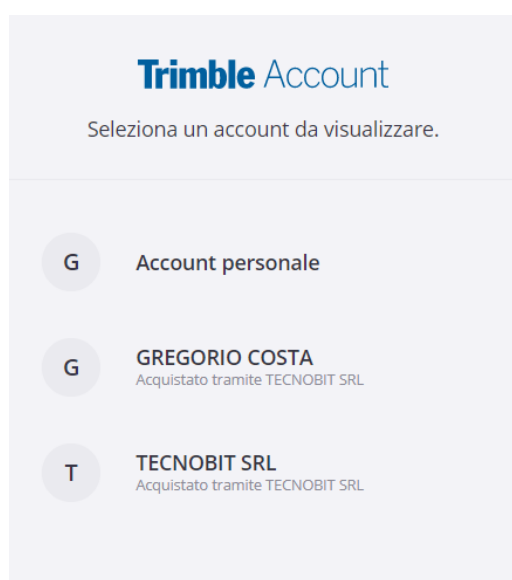 Trimble Account
Seleziona un account da visualizzare.
G
Account personale
G
GREGORIO COSTA
Acquistato tramite TECNOBIT SRL
T
TECNOBIT SRL
Acquistato tramite TECNOBIT SRL